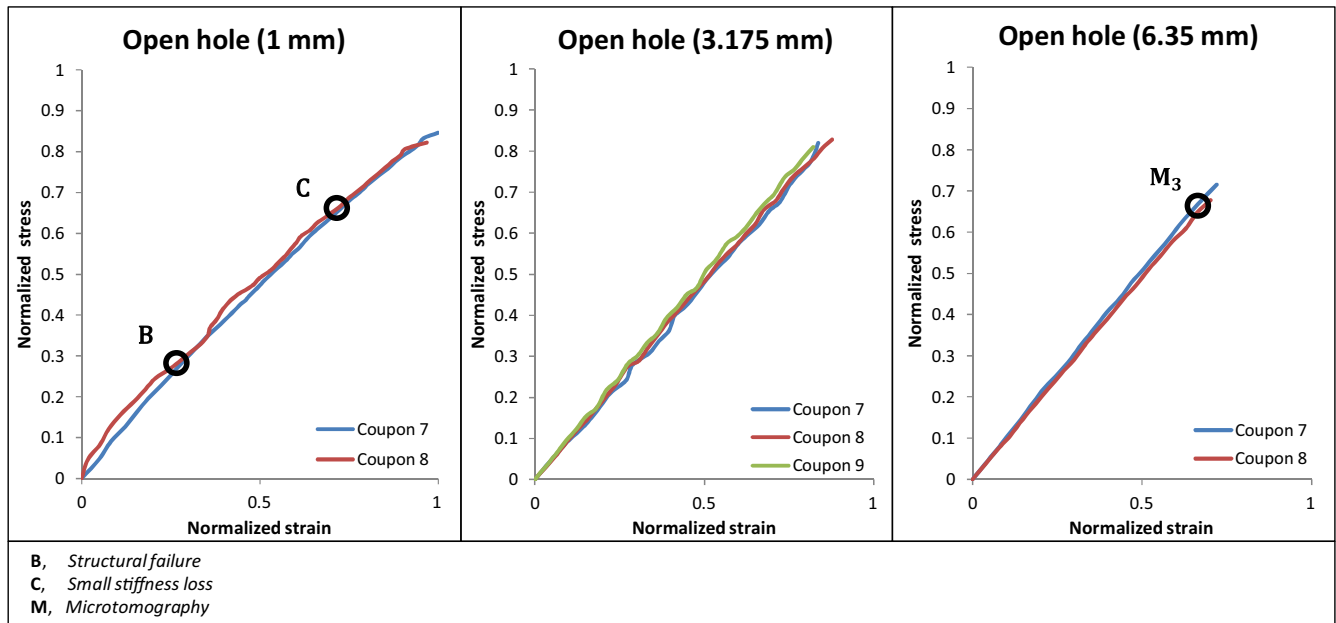 Open hole (1 mm)
1
0.9
0.8
0.7
0.6
0.5
0.4
0.3
0.2
0.1
0
Normalized stress
C
B
Coupon 7
Coupon 8
0 0.5 1
Normalized strain
Open hole (3.175 mm)
1
0.9
0.8
0.7
0.6
0.5
0.4
0.3
0.2
0.1
0
Normalized stress
Coupon 7
Coupon 8
Coupon 9
0 0.5 1
Normalized strain
Open hole (6.35 mm)
1
0.9
0.8
0.7
0.6
0.5
0.4
0.3
0.2
0.1
0
Normalized stress
M₃
Coupon 7
Coupon 8
0 0.5 1
Normalized strain
B, Structural failure
C, Small stiffness loss
M, Microtomography